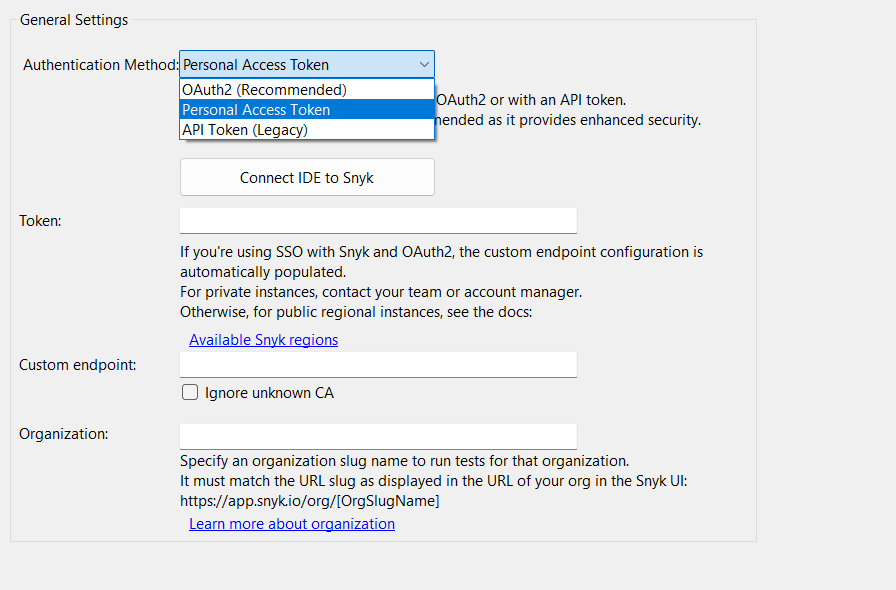 General Settings
Authentication Method: Personal Access Token
OAuth2 (Recommended)
Personal Access Token
API Token (Legacy)
OAuth2 or with an API token.
as it provides enhanced security.
Connect IDE to Snyk
Token:
If you're using SSO with Snyk and OAuth2, the custom endpoint configuration is
automatically populated.
For private instances, contact your team or account manager.
Otherwise, for public regional instances, see the docs:
Available Snyk regions
Custom endpoint:
Ignore unknown CA
Organization:
Specify an organization slug name to run tests for that organization.
It must match the URL slug as displayed in the URL of your org in the Snyk UI:
https://app.snyk.io/org/[OrgSlugName]
Learn more about organization